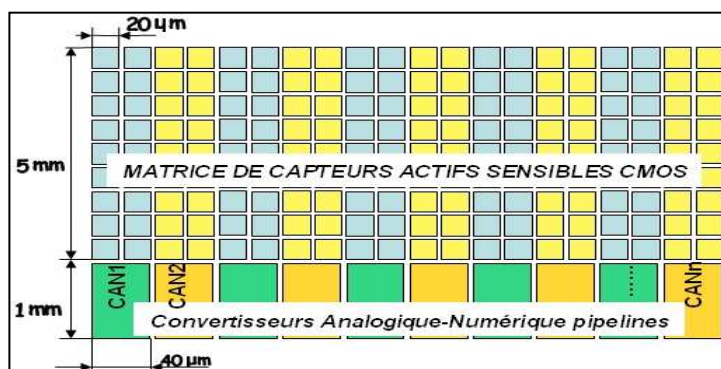 20 µm
5 mm
MATRICE DE CAPTEURS ACTIFS SENSIBLES CMOS
1 mm
CAN1
CAN2
........
CANn
Convertisseurs Analogique-Numérique pipelines
40 µm